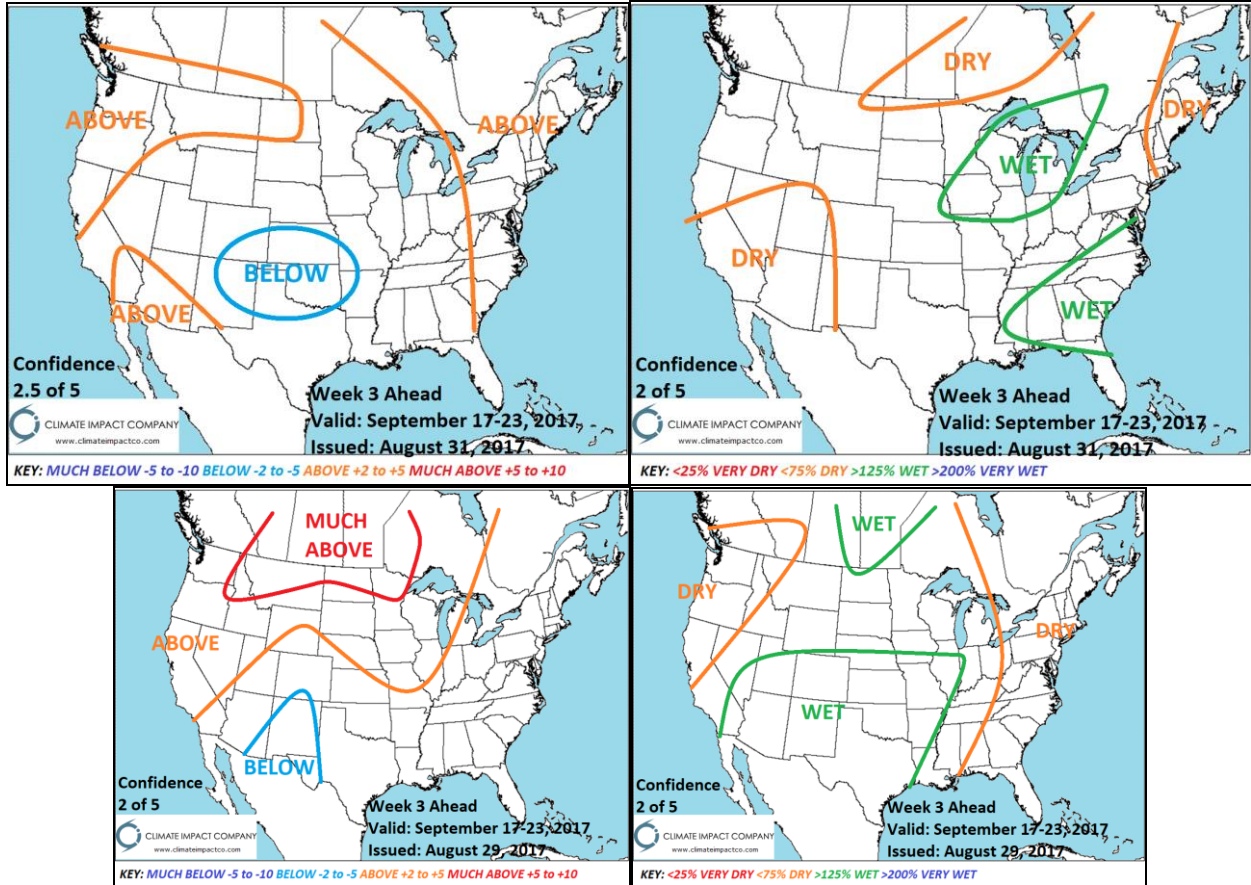 ABOVE
ABOVE
BELOW
ABOVE
Confidence
2.5 of 5
Week 3 Ahead
Valid: September 17-23, 2017
Issued: August 31, 2017
CLIMATE IMPACT COMPANY
www.climateimpactco.com
KEY: MUCH BELOW -5 to -10 BELOW -2 to -5 ABOVE +2 to +5 MUCH ABOVE +5 to +10
DRY
DRY
WET
DRY
WET
Confidence
2 of 5
Week 3 Ahead
Valid: September 17-23, 2017
Issued: August 31, 2017
CLIMATE IMPACT COMPANY
www.climateimpactco.com
KEY: <25% VERY DRY <75% DRY >125% WET >200% VERY WET
MUCH
ABOVE
ABOVE
BELOW
Confidence
2 of 5
Week 3 Ahead
Valid: September 17-23, 2017
Issued: August 29, 2017
CLIMATE IMPACT COMPANY
www.climateimpactco.com
KEY: MUCH BELOW -5 to -10 BELOW -2 to -5 ABOVE +2 to +5 MUCH ABOVE +5 to +10
WET
DRY
DRY
WET
Confidence
2 of 5
Week 3 Ahead
Valid: September 17-23, 2017
Issued: August 29, 2017
CLIMATE IMPACT COMPANY
www.climateimpactco.com
KEY: <25% VERY DRY <75% DRY >125% WET >200% VERY WET